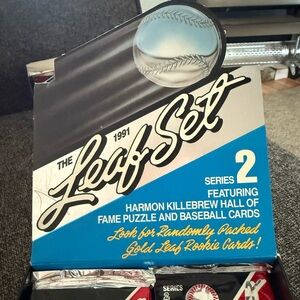 THE 1991
Leaf Set
SERIES 2
FEATURING
HARMON KILLEBREW HALL OF
FAME PUZZLE AND BASEBALL CARDS
Look for Randomly Packed
Gold Leaf Rookie Cards!
SERIES